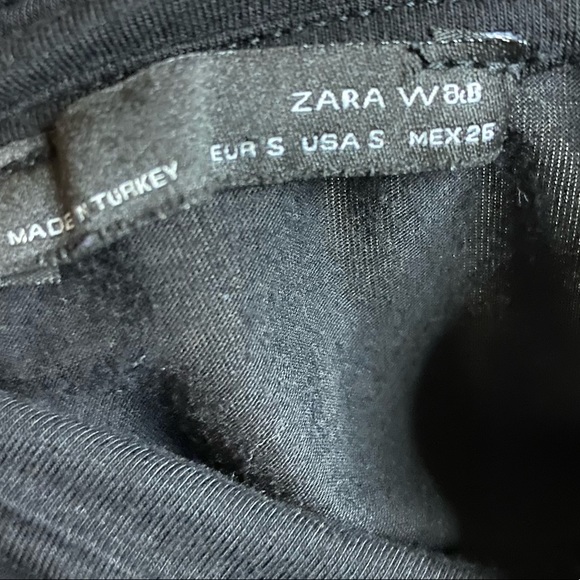 ZARA W&B
EUR S USA S MEX 26
MADE IN TURKEY